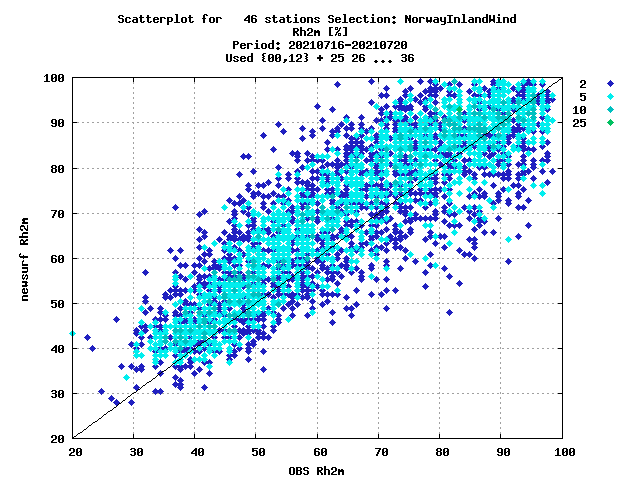 Scatterplot for   46 stations Selection: NorwayInlandWind
Rh2m [%]
Period: 20210716-20210720
Used {00,12} + 25 26 ... 36
2
5
10
25
100
90
80
70
60
50
40
30
20
newsurf Rh2m
20 30 40 50 60 70 80 90 100
OBS Rh2m